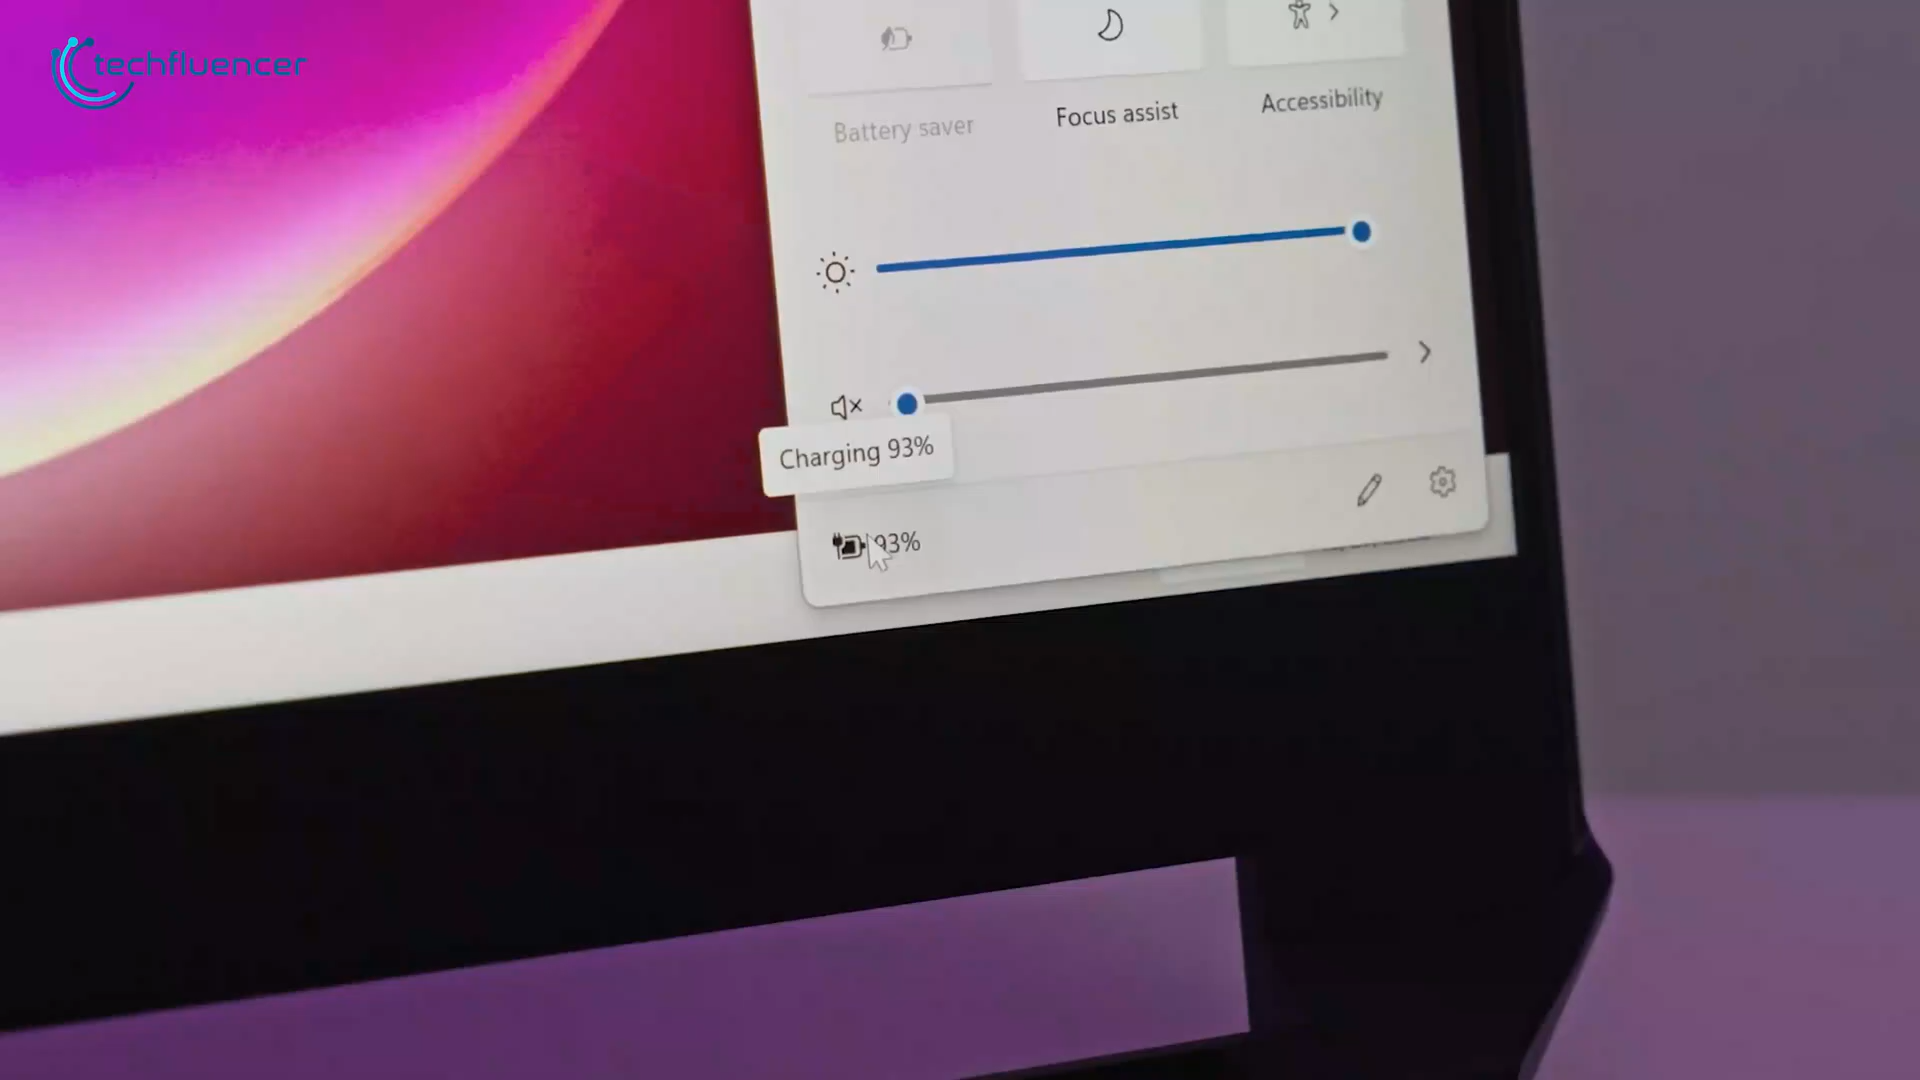 techfluencer
Battery saver
Focus assist
Accessibility
Charging 93%
93%